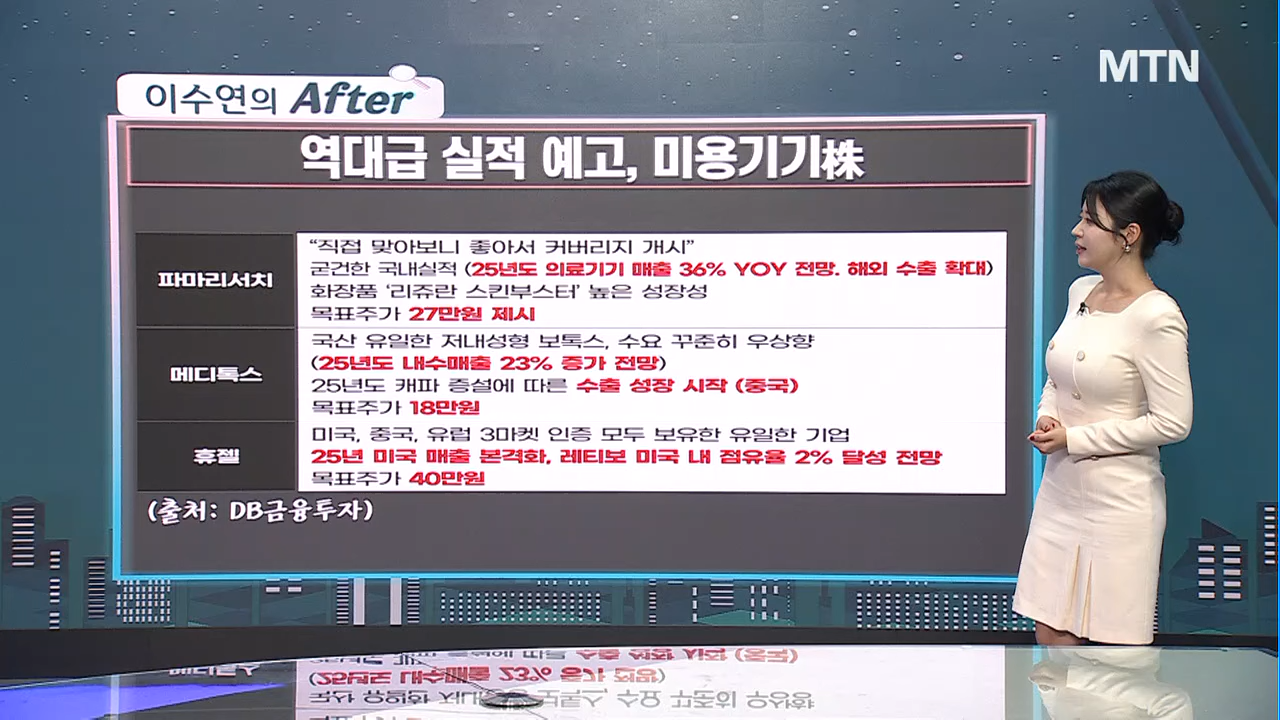 MTN
이수연의 After
역대급 실적 예고, 미용기기株
파마리서치
“직접 맞아보니 좋아서 커버리지 개시”
굳건한 국내실적 (25년도 의료기기 매출 36% YOY 전망. 해외 수출 확대)
화장품 ‘리쥬란 스킨부스터’ 높은 성장성
목표주가 27만원 제시
메디톡스
국산 유일한 저내성형 보톡스, 수요 꾸준히 우상향
(25년도 내수매출 23% 증가 전망)
25년도 캐파 증설에 따른 수출 성장 시작 (중국)
목표주가 18만원
휴젤
미국, 중국, 유럽 3마켓 인증 모두 보유한 유일한 기업
25년 미국 매출 본격화, 레티보 미국 내 점유율 2% 달성 전망
목표주가 40만원
(출처: DB금융투자)